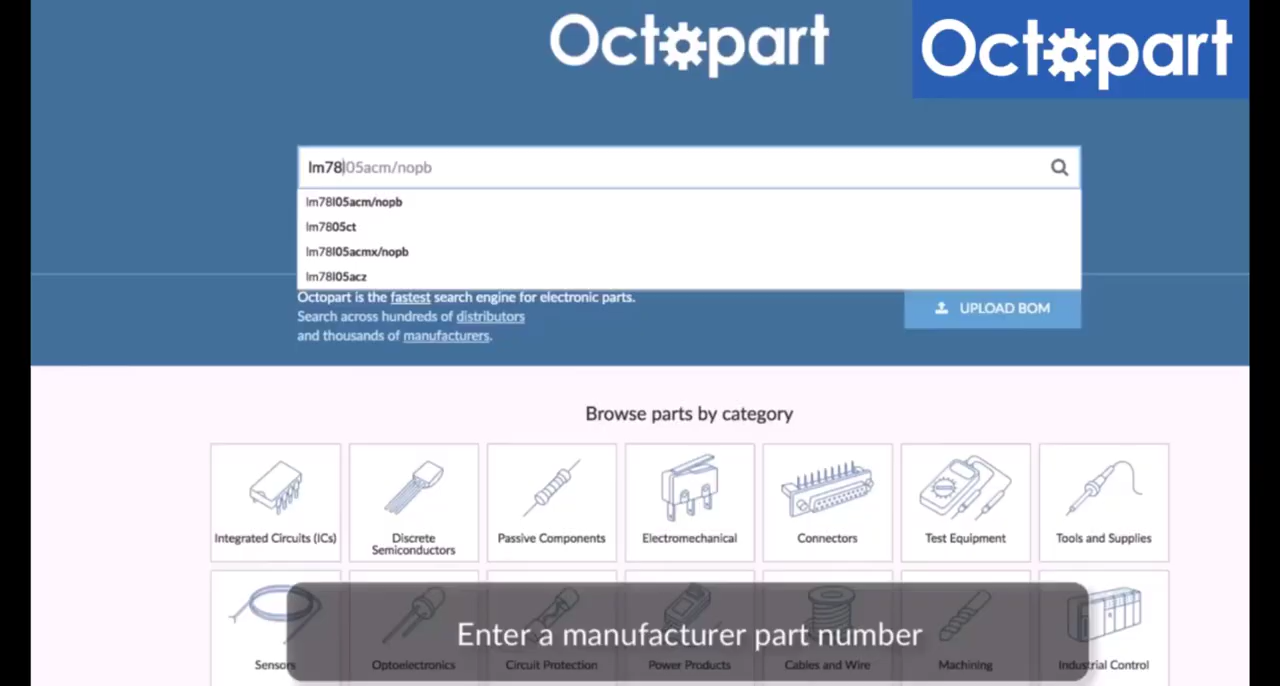 Octopart
Octopart
lm78l05acm/nopb
lm78l05acm/nopb
lm7805ct
lm78l05acmx/nopb
lm78l05acz
Octopart is the fastest search engine for electronic parts.
Search across hundreds of distributors
and thousands of manufacturers.
UPLOAD BOM
Browse parts by category
Integrated Circuits (ICs)
Discrete
Semiconductors
Passive Components
Electromechanical
Connectors
Test Equipment
Tools and Supplies
Enter a manufacturer part number
Sensors
Optoelectronics
Circuit Protection
Power Products
Cables and Wire
Machining
Industrial Control